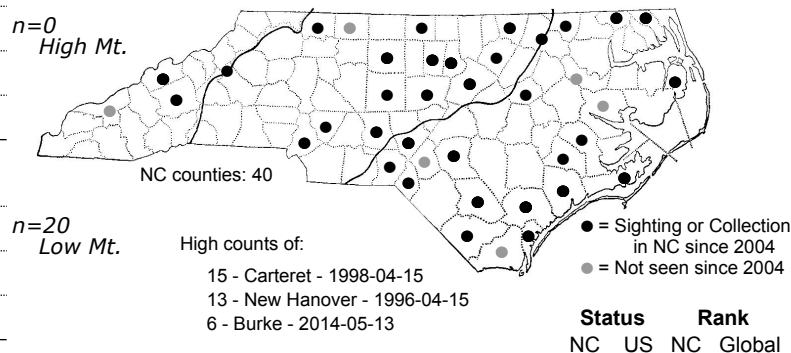 n=0
High Mt.
NC counties: 40
n=20
Low Mt.
High counts of:
15 - Carteret - 1998-04-15
13 - New Hanover - 1996-04-15
6 - Burke - 2014-05-13
= Sighting or Collection
in NC since 2004
= Not seen since 2004
Status Rank
NC US NC Global